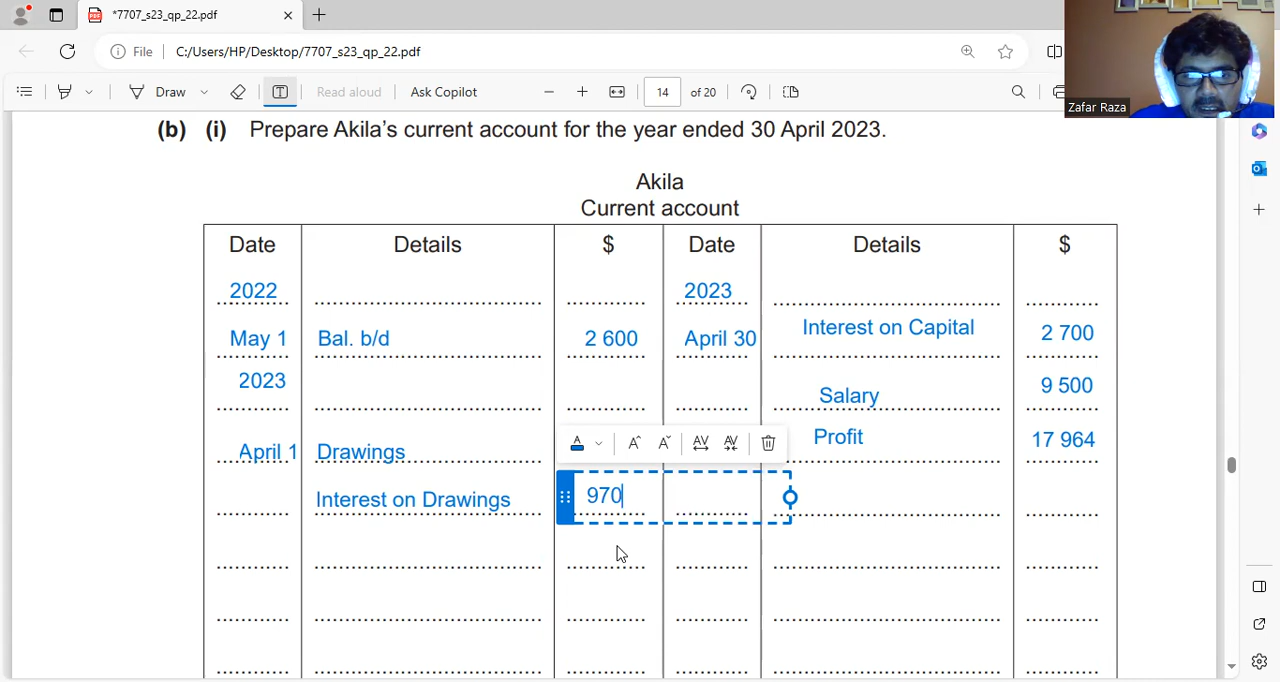 *7707_s23_qp_22.pdf
File C:/Users/HP/Desktop/7707_s23_qp_22.pdf
Draw Read aloud Ask Copilot 14 of 20
Zafar Raza
(b) (i) Prepare Akila's current account for the year ended 30 April 2023.
Akila
Current account
Date Details $ Date Details $
2022 2023
May 1 Bal. b/d 2 600 April 30 Interest on Capital 2 700
2023 Salary 9 500
April 1 Drawings Profit 17 964
Interest on Drawings 970